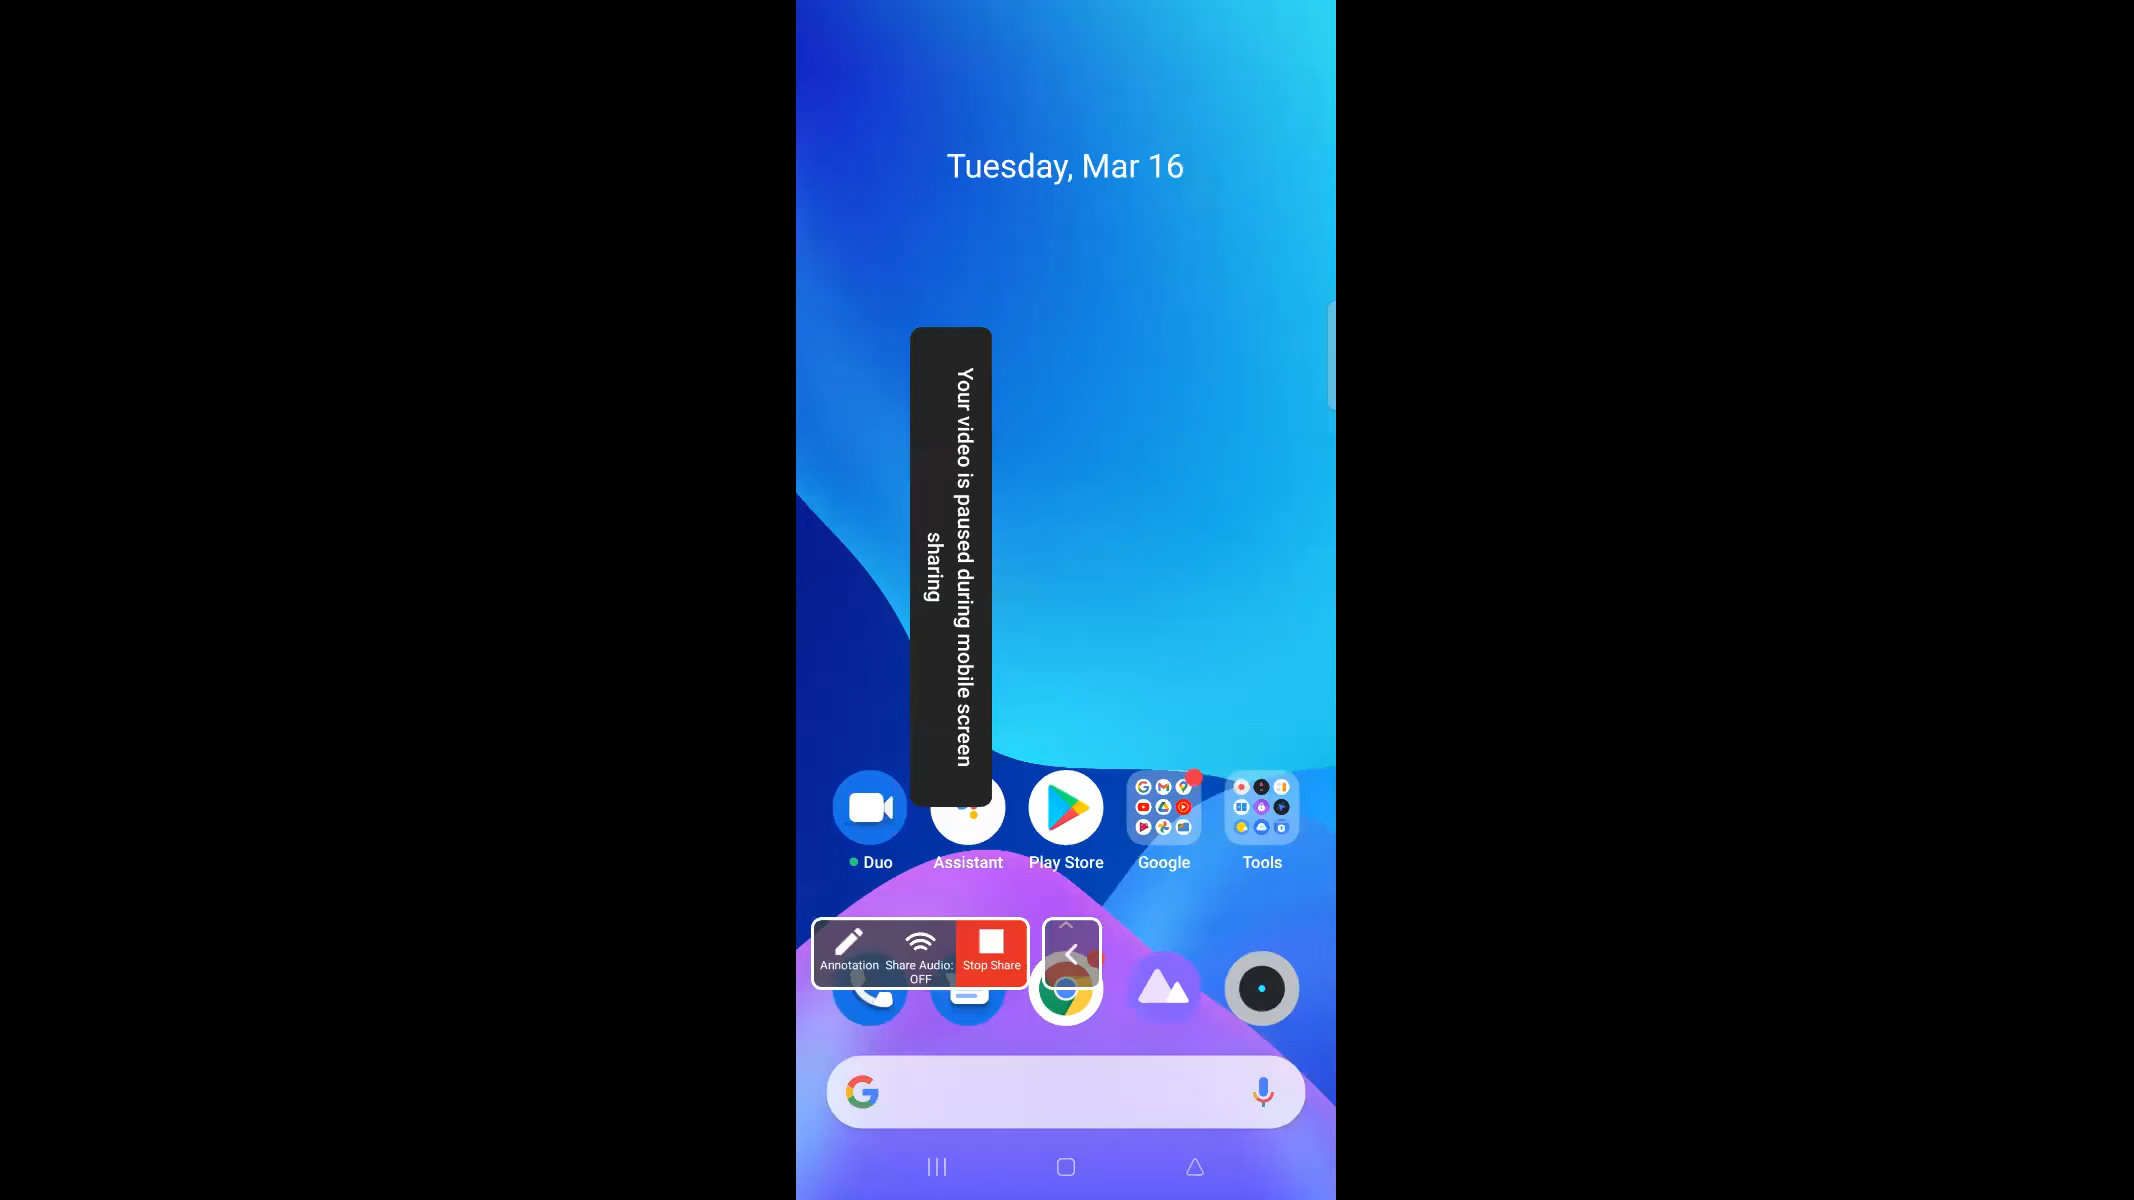 Tuesday, Mar 16
Your video is paused during mobile screen
sharing
Duo
Assistant
Play Store
Google
Tools
Annotation
Share Audio:
OFF
Stop Share